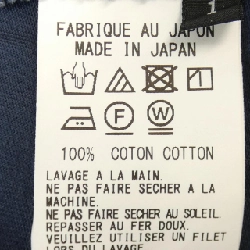 1
FABRIQUE AU JAPON
MADE IN JAPAN
F
W
100% COTON COTTON
LAVAGE A LA MAIN.
NE PAS FAIRE SECHER A LA
MACHINE.
NE PAS FAIRE SECHER AU SOLEIL.
REPASSER AU FER DOUX.
VEUILLEZ UTILISER UN FILET
LORS DU LAVAGE